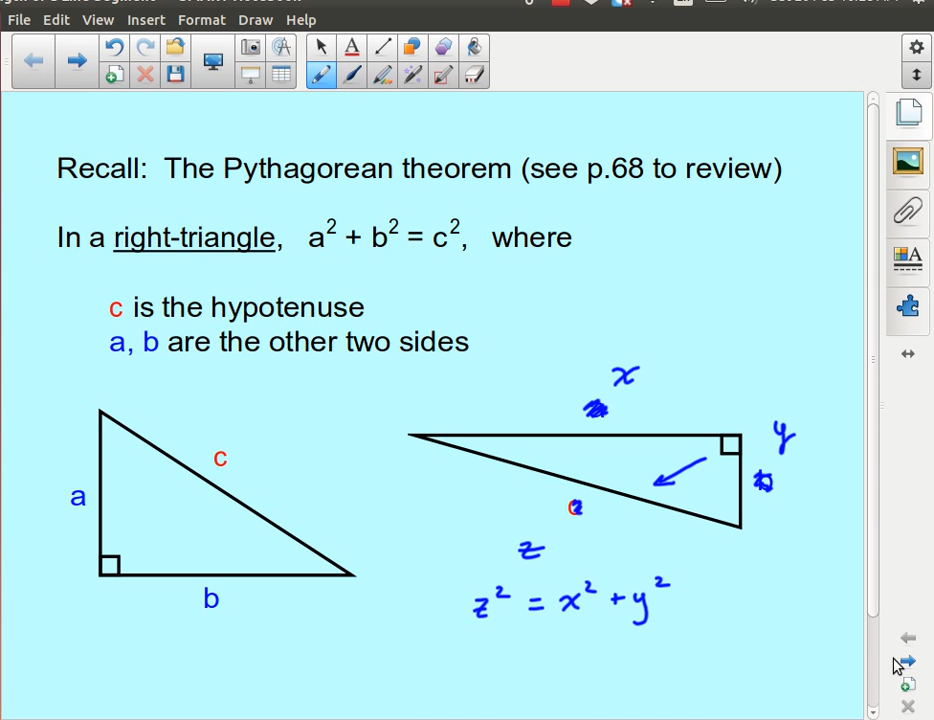 File Edit View Insert Format Draw Help
Recall: The Pythagorean theorem (see p.68 to review)
In a right-triangle, a² + b² = c², where
c is the hypotenuse
a, b are the other two sides
x
y
c
a
z
b
z² = x² + y²